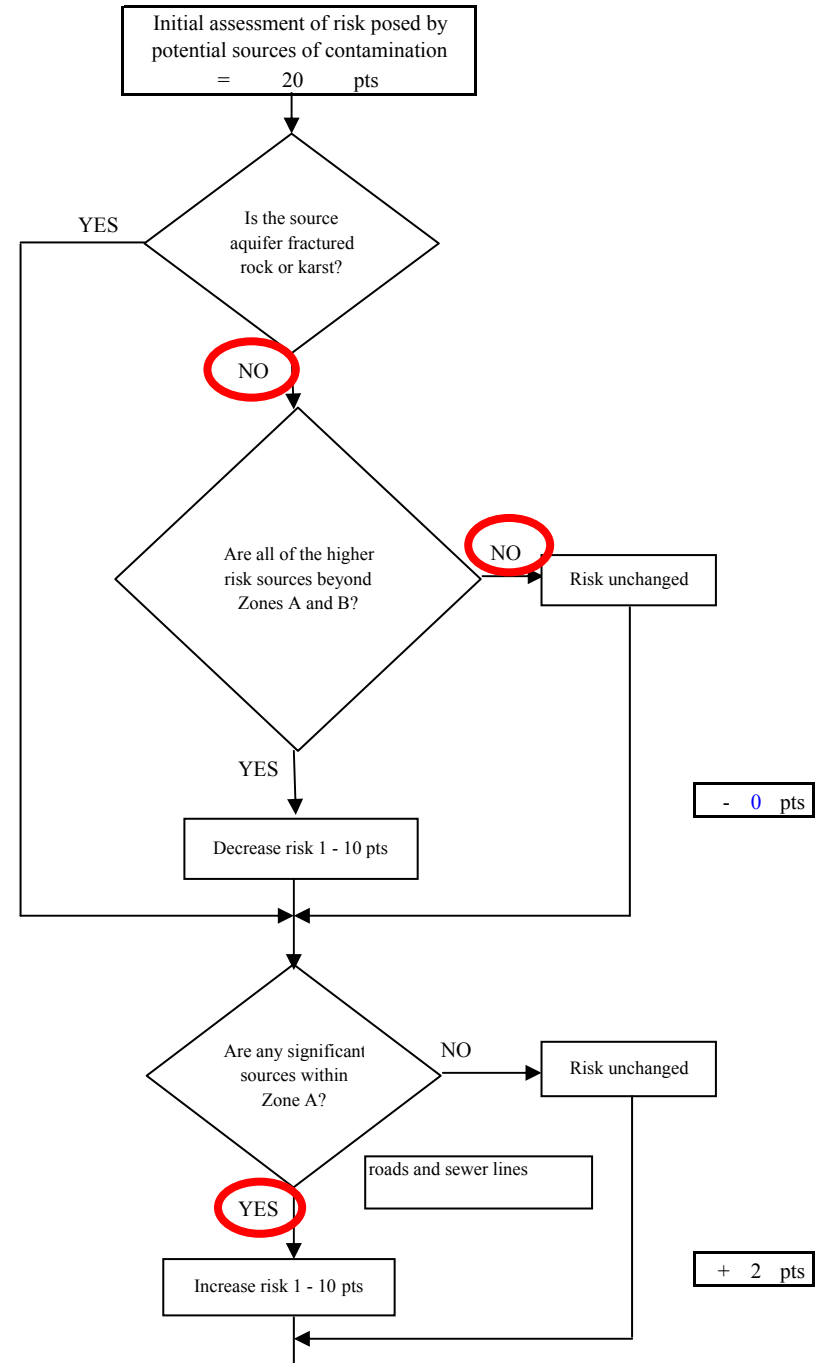 Initial assessment of risk posed by
potential sources of contamination
= 20 pts
YES
Is the source
aquifer fractured
rock or karst?
NO
Are all of the higher
risk sources beyond
Zones A and B?
NO
Risk unchanged
YES
- 0 pts
Decrease risk 1 - 10 pts
Are any significant
sources within
Zone A?
NO
Risk unchanged
roads and sewer lines
YES
+ 2 pts
Increase risk 1 - 10 pts